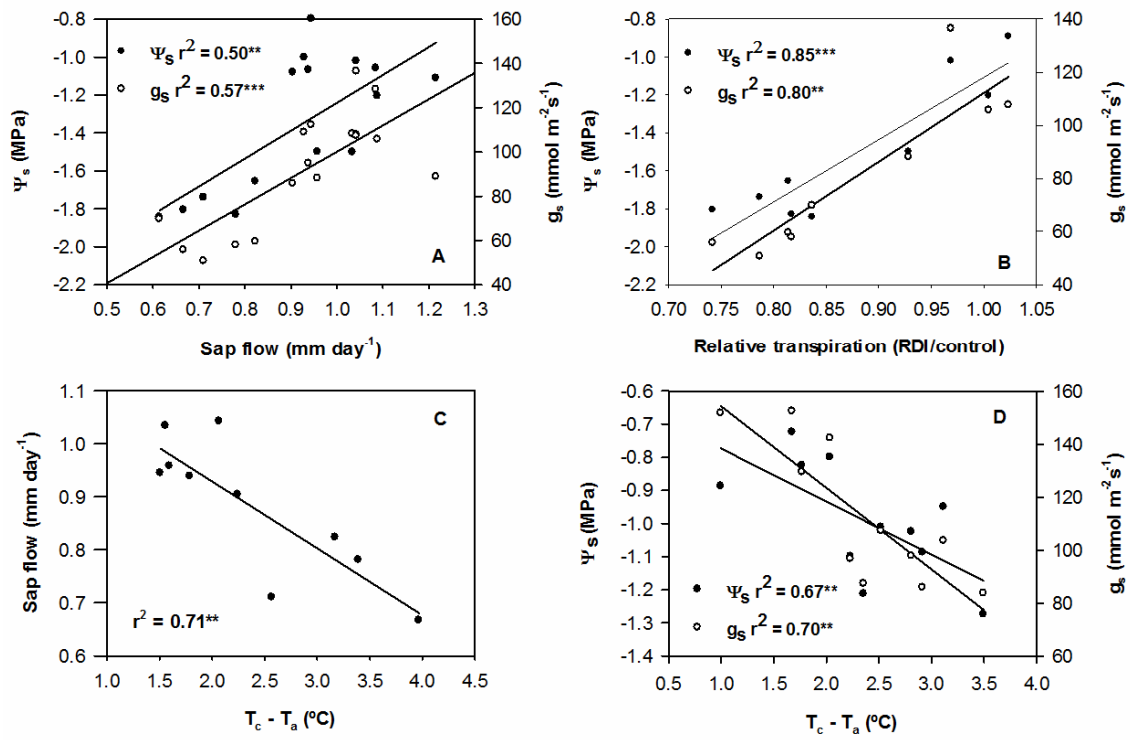 Ψs r² = 0.50**
gs r² = 0.57***
A
-0.8
-1.0
-1.2
-1.4
-1.6
-1.8
-2.0
-2.2
Ψs (MPa)
160
140
120
100
80
60
40
gs (mmol m-2s-1)
0.5 0.6 0.7 0.8 0.9 1.0 1.1 1.2 1.3
Sap flow (mm day-1)
Ψs r² = 0.85***
gs r² = 0.80**
B
-0.8
-1.0
-1.2
-1.4
-1.6
-1.8
-2.0
-2.2
Ψs (MPa)
140
120
100
80
60
40
gs (mmol m-2s-1)
0.70 0.75 0.80 0.85 0.90 0.95 1.00 1.05
Relative transpiration (RDI/control)
C
r² = 0.71**
1.1
1.0
0.9
0.8
0.7
0.6
Sap flow (mm day-1)
1.0 1.5 2.0 2.5 3.0 3.5 4.0 4.5
Tc - Ta (ºC)
D
Ψs r² = 0.67**
gs r² = 0.70**
-0.6
-0.7
-0.8
-0.9
-1.0
-1.1
-1.2
-1.3
-1.4
Ψs (MPa)
160
140
120
100
80
60
gs (mmol m-2s-1)
0.5 1.0 1.5 2.0 2.5 3.0 3.5 4.0
Tc - Ta (ºC)